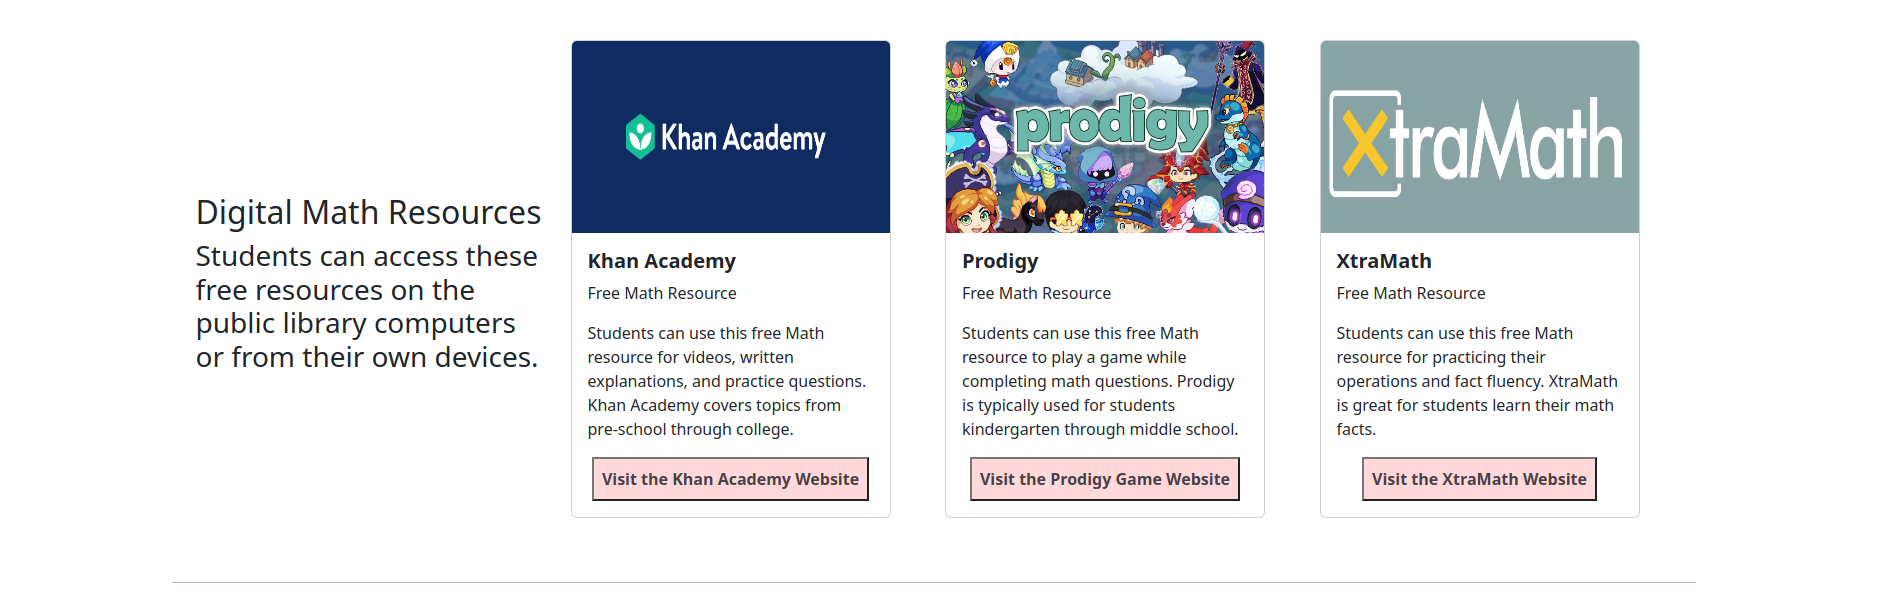 Digital Math Resources
Students can access these
free resources on the
public library computers
or from their own devices.
Khan Academy
Khan Academy
Free Math Resource
Students can use this free Math
resource for videos, written
explanations, and practice questions.
Khan Academy covers topics from
pre-school through college.
Visit the Khan Academy Website
prodigy
Prodigy
Free Math Resource
Students can use this free Math
resource to play a game while
completing math questions. Prodigy
is typically used for students
kindergarten through middle school.
Visit the Prodigy Game Website
XtraMath
XtraMath
Free Math Resource
Students can use this free Math
resource for practicing their
operations and fact fluency. XtraMath
is great for students learn their math
facts.
Visit the XtraMath Website